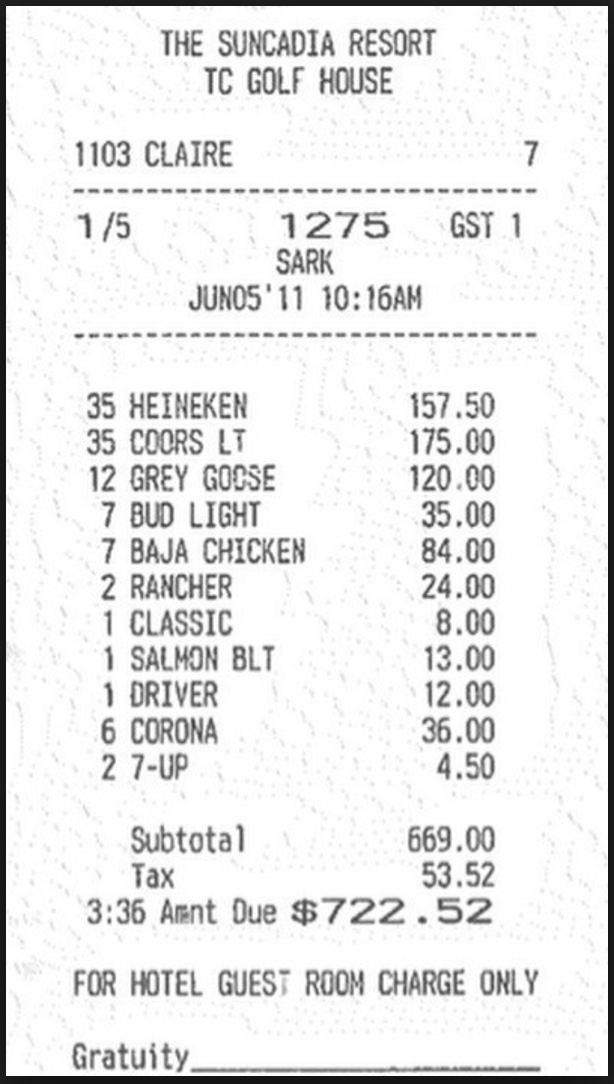 THE SUNCADIA RESORT
TC GOLF HOUSE
1103 CLAIRE 7
1/5 1275 GST 1
SARK
JUN05'11 10:16AM
35 HEINEKEN 157.50
35 COORS LT 175.00
12 GREY GOOSE 120.00
7 BUD LIGHT 35.00
7 BAJA CHICKEN 84.00
2 RANCHER 24.00
1 CLASSIC 8.00
1 SALMON BLT 13.00
1 DRIVER 12.00
6 CORONA 36.00
2 7-UP 4.50
Subtotal 669.00
Tax 53.52
3:36 Amnt Due $722.52
FOR HOTEL GUEST ROOM CHARGE ONLY
Gratuity